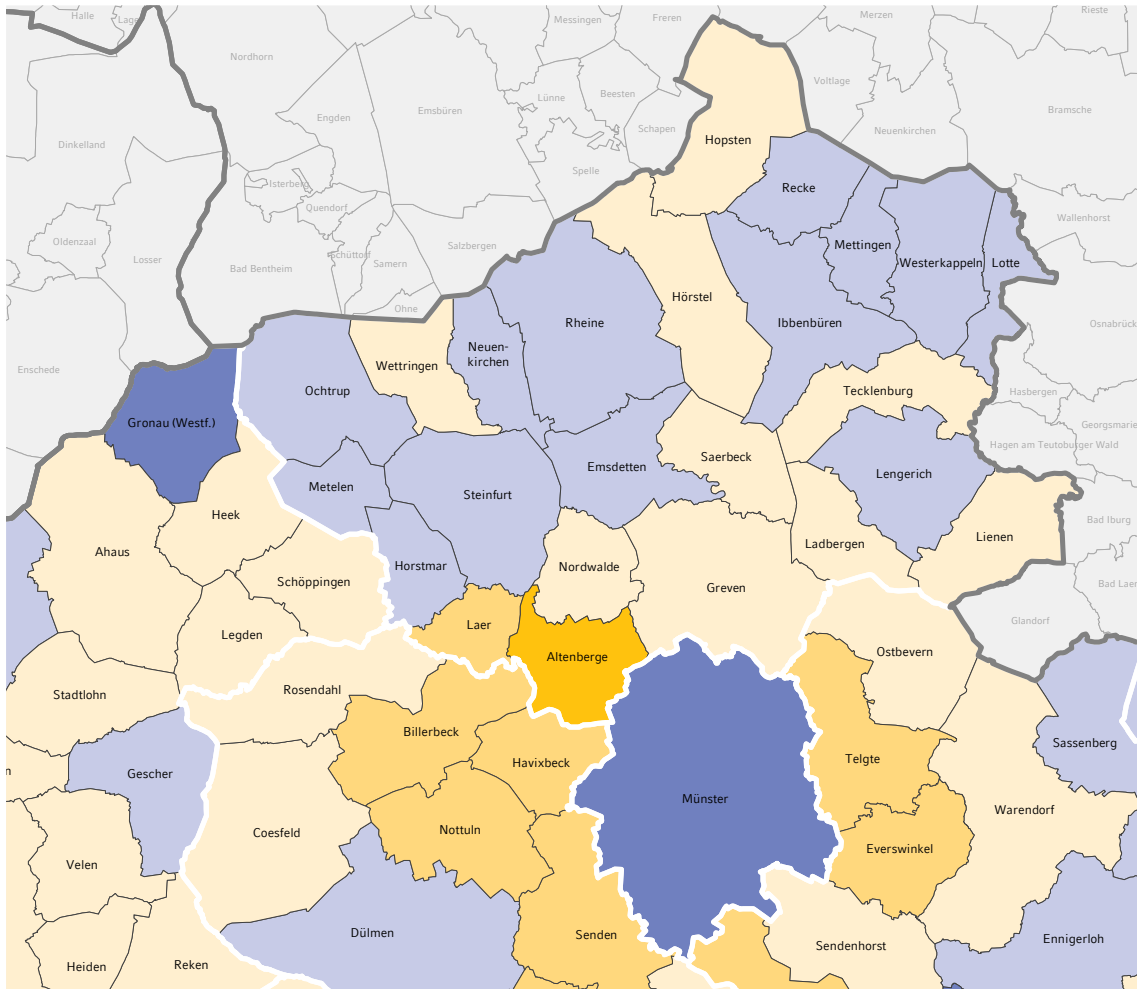 Halle
Lage
Messingen
Freren
Merzen
Rieste
Nordhorn
Voltlage
Lünne
Beesten
Engden
Emsbüren
Bramsche
Schapen
Neuenkirchen
Dinkelland
Hopsten
Spelle
Isterberg
Recke
Quendorf
Wallenhorst
Oldenzaal
Salzbergen
Mettingen
Losser
Schüttorf
Samern
Bad Bentheim
Westerkappeln
Lotte
Hörstel
Ohne
Rheine
Ibbenbüren
Osnabrück
Neuen-
kirchen
Wettringen
Enschede
Ochtrup
Tecklenburg
Hasbergen
Gronau (Westf.)
Georgsmarie
Hagen am Teutoburger Wald
Saerbeck
Emsdetten
Lengerich
Metelen
Steinfurt
Heek
Bad Iburg
Lienen
Ahaus
Ladbergen
Horstmar
Nordwalde
Schöppingen
Bad Laer
Greven
Glandorf
Laer
Legden
Ostbevern
Altenberge
Rosendahl
Stadtlohn
Billerbeck
Sassenberg
Telgte
Havixbeck
n
Gescher
Münster
Warendorf
Nottuln
Coesfeld
Everswinkel
Velen
Dülmen
Senden
Ennigerloh
Sendenhorst
Reken
Heiden